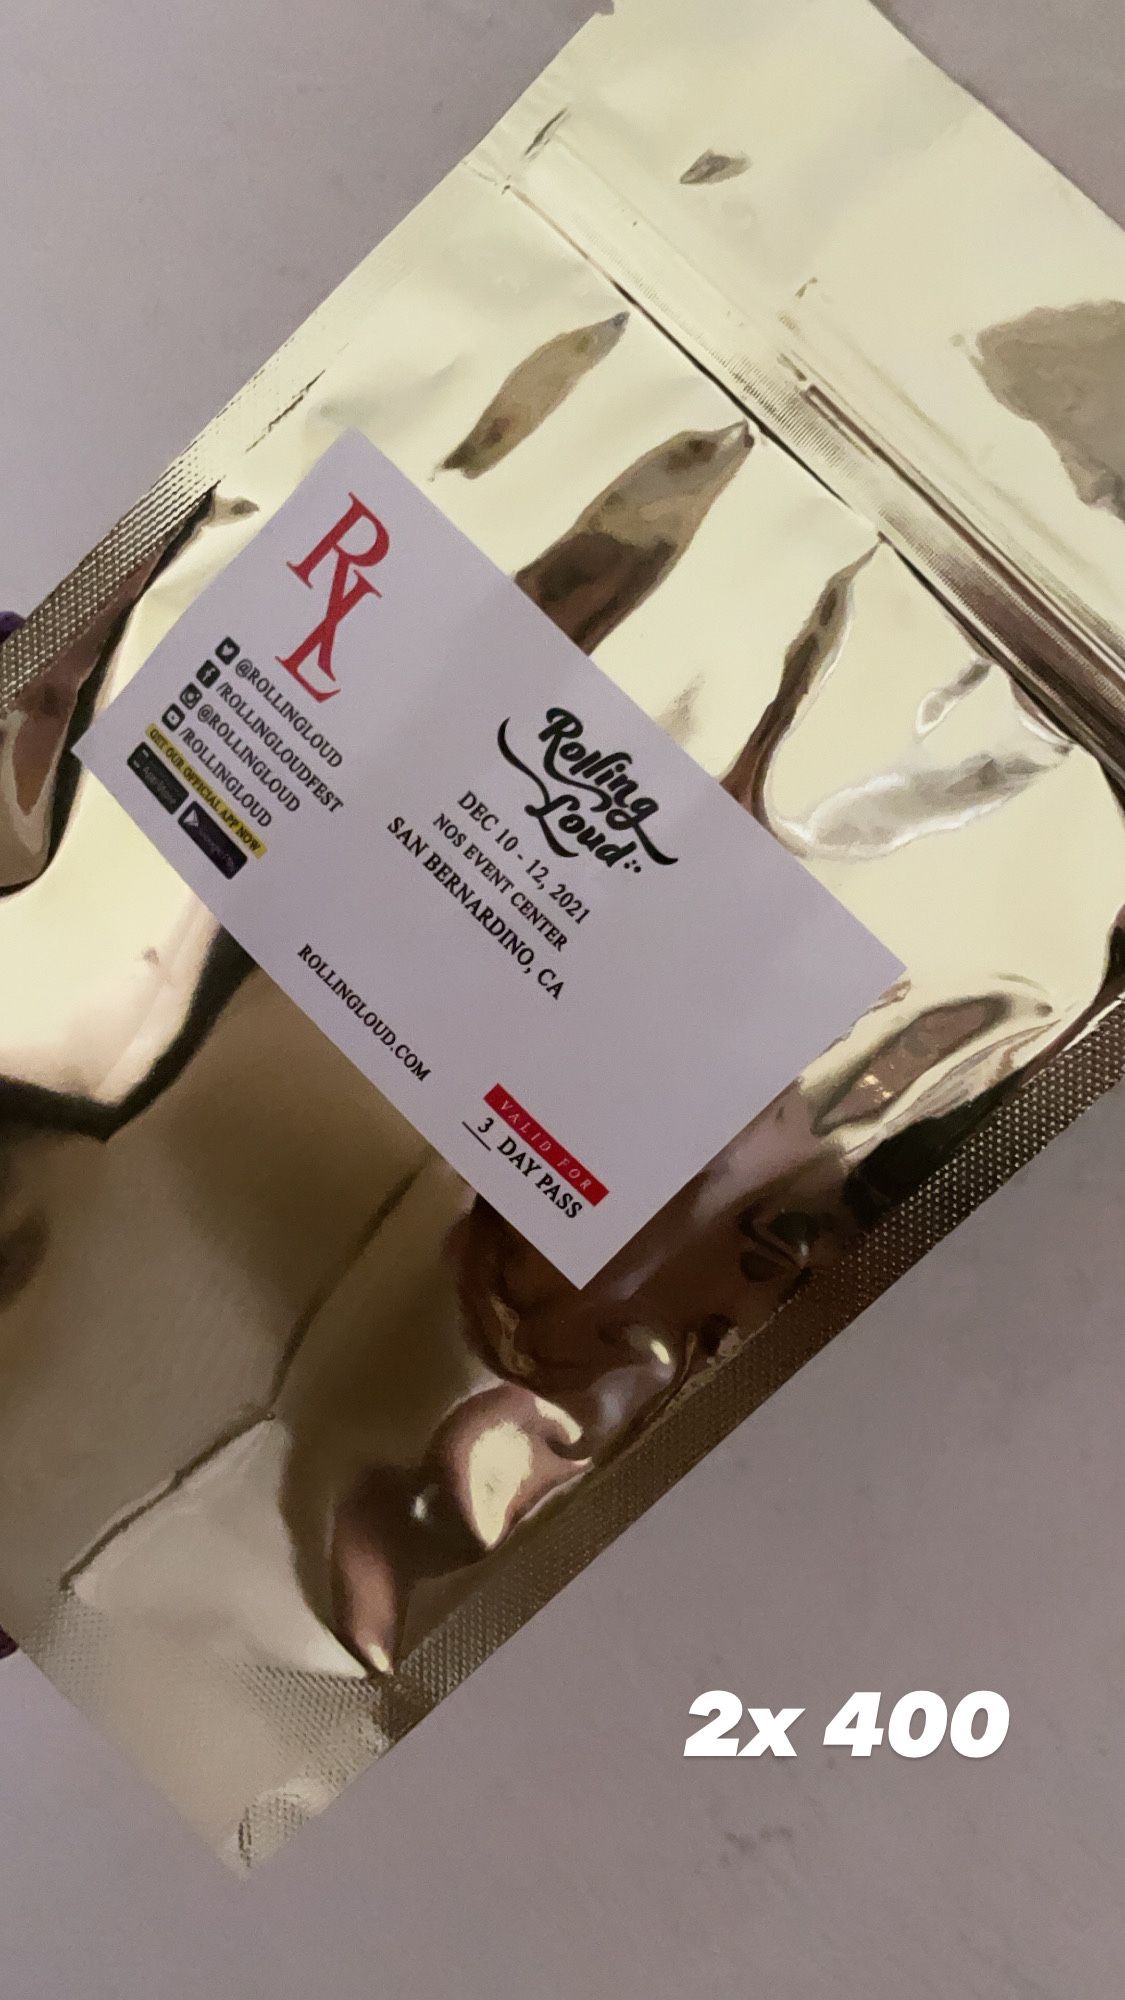 RL
@ROLLINGLOUD
/ROLLINGLOUDFEST
@ROLLINGLOUD
/ROLLINGLOUD
GET OUR OFFICIAL APP NOW
Rolling
Loud
DEC 10 - 12, 2021
NOS EVENT CENTER
SAN BERNARDINO, CA
ROLLINGLOUD.COM
VALID FOR
3 DAY PASS
2x 400